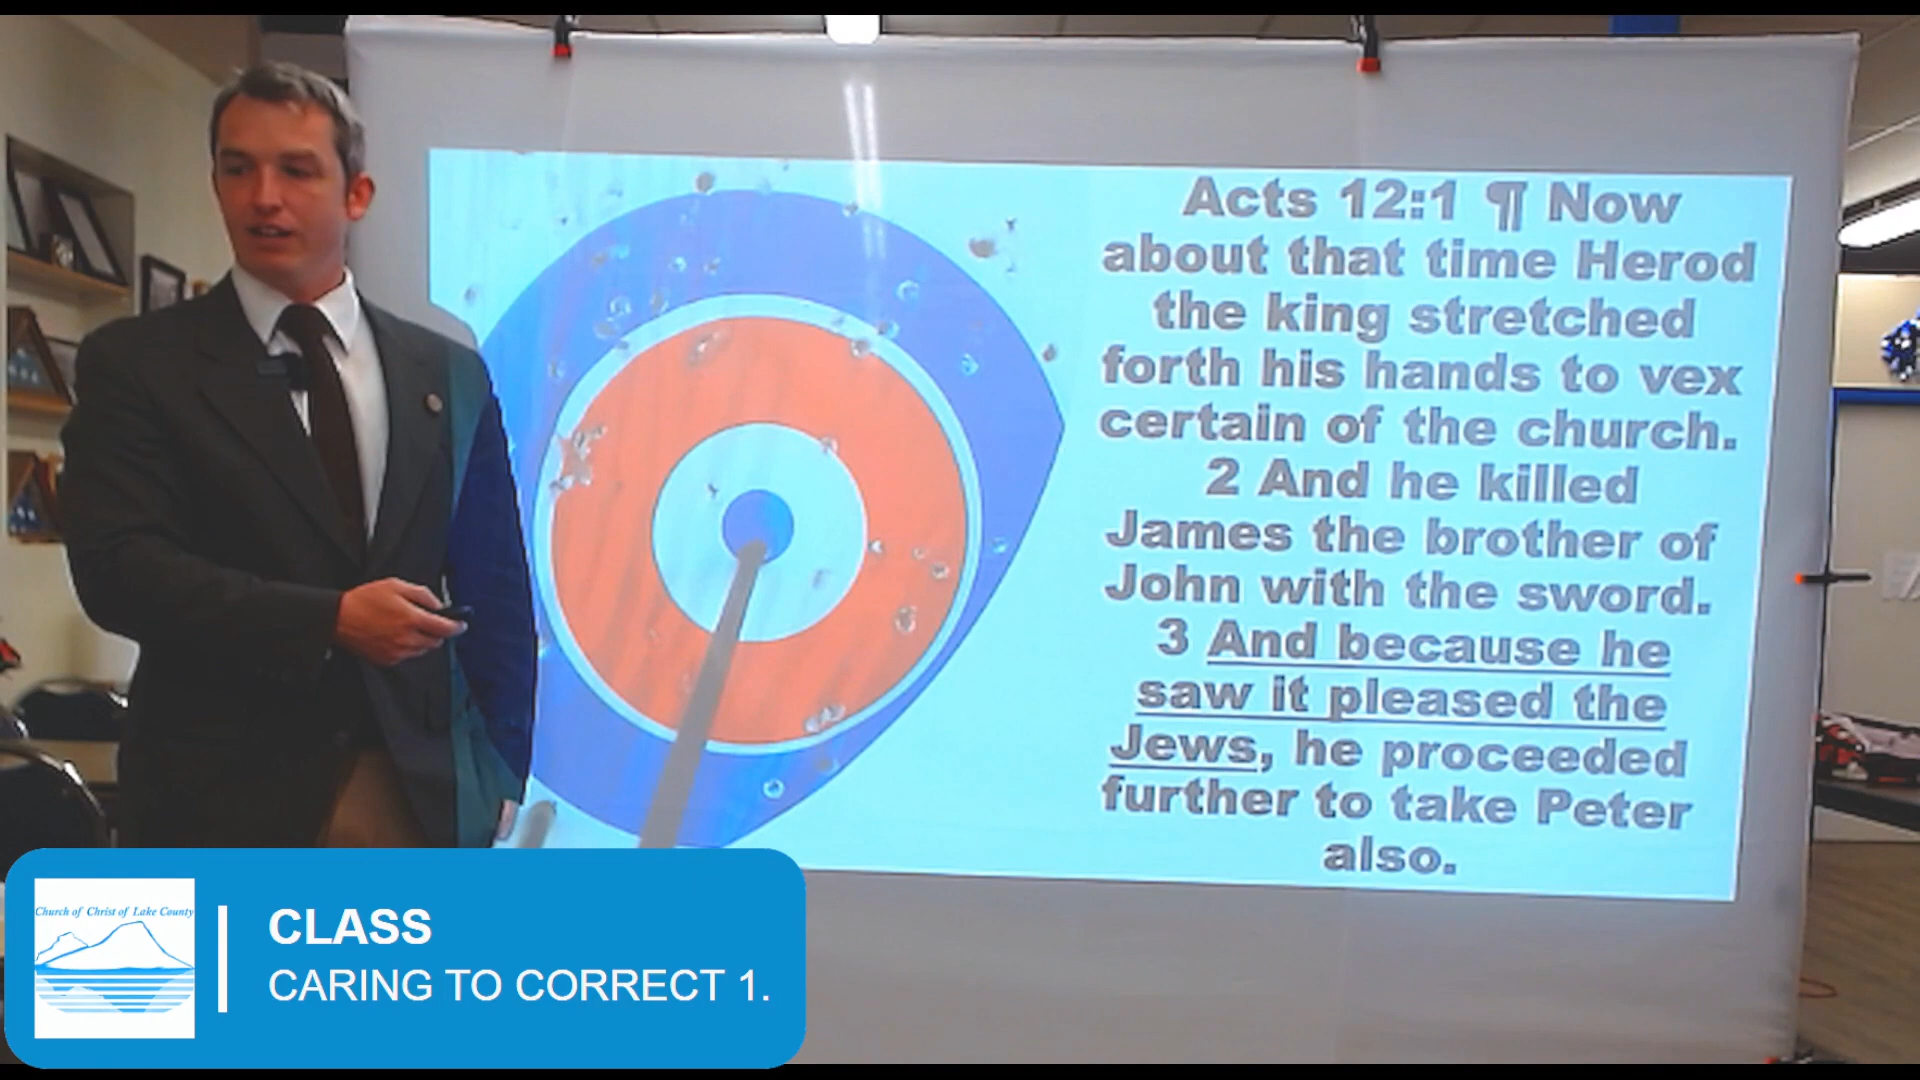 Acts 12:1 ¶ Now
about that time Herod
the king stretched
forth his hands to vex
certain of the church.
2 And he killed
James the brother of
John with the sword.
3 And because he
saw it pleased the
Jews, he proceeded
further to take Peter
also.
Church of Christ of Lake County
CLASS
CARING TO CORRECT 1.